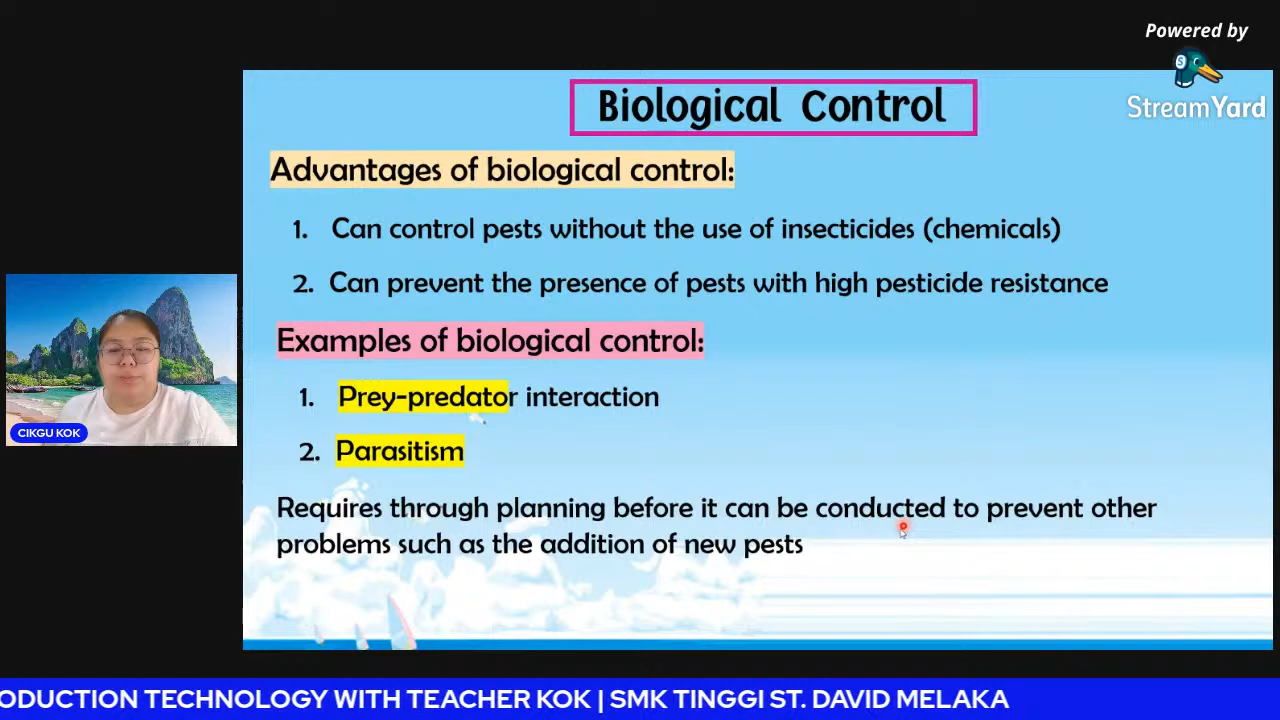 Powered by
StreamYard
Biological Control
Advantages of biological control:
1. Can control pests without the use of insecticides (chemicals)
2. Can prevent the presence of pests with high pesticide resistance
Examples of biological control:
1. Prey-predator interaction
2. Parasitism
Requires through planning before it can be conducted to prevent other
problems such as the addition of new pests
CIKGU KOK
ODUCTION TECHNOLOGY WITH TEACHER KOK | SMK TINGGI ST. DAVID MELAKA